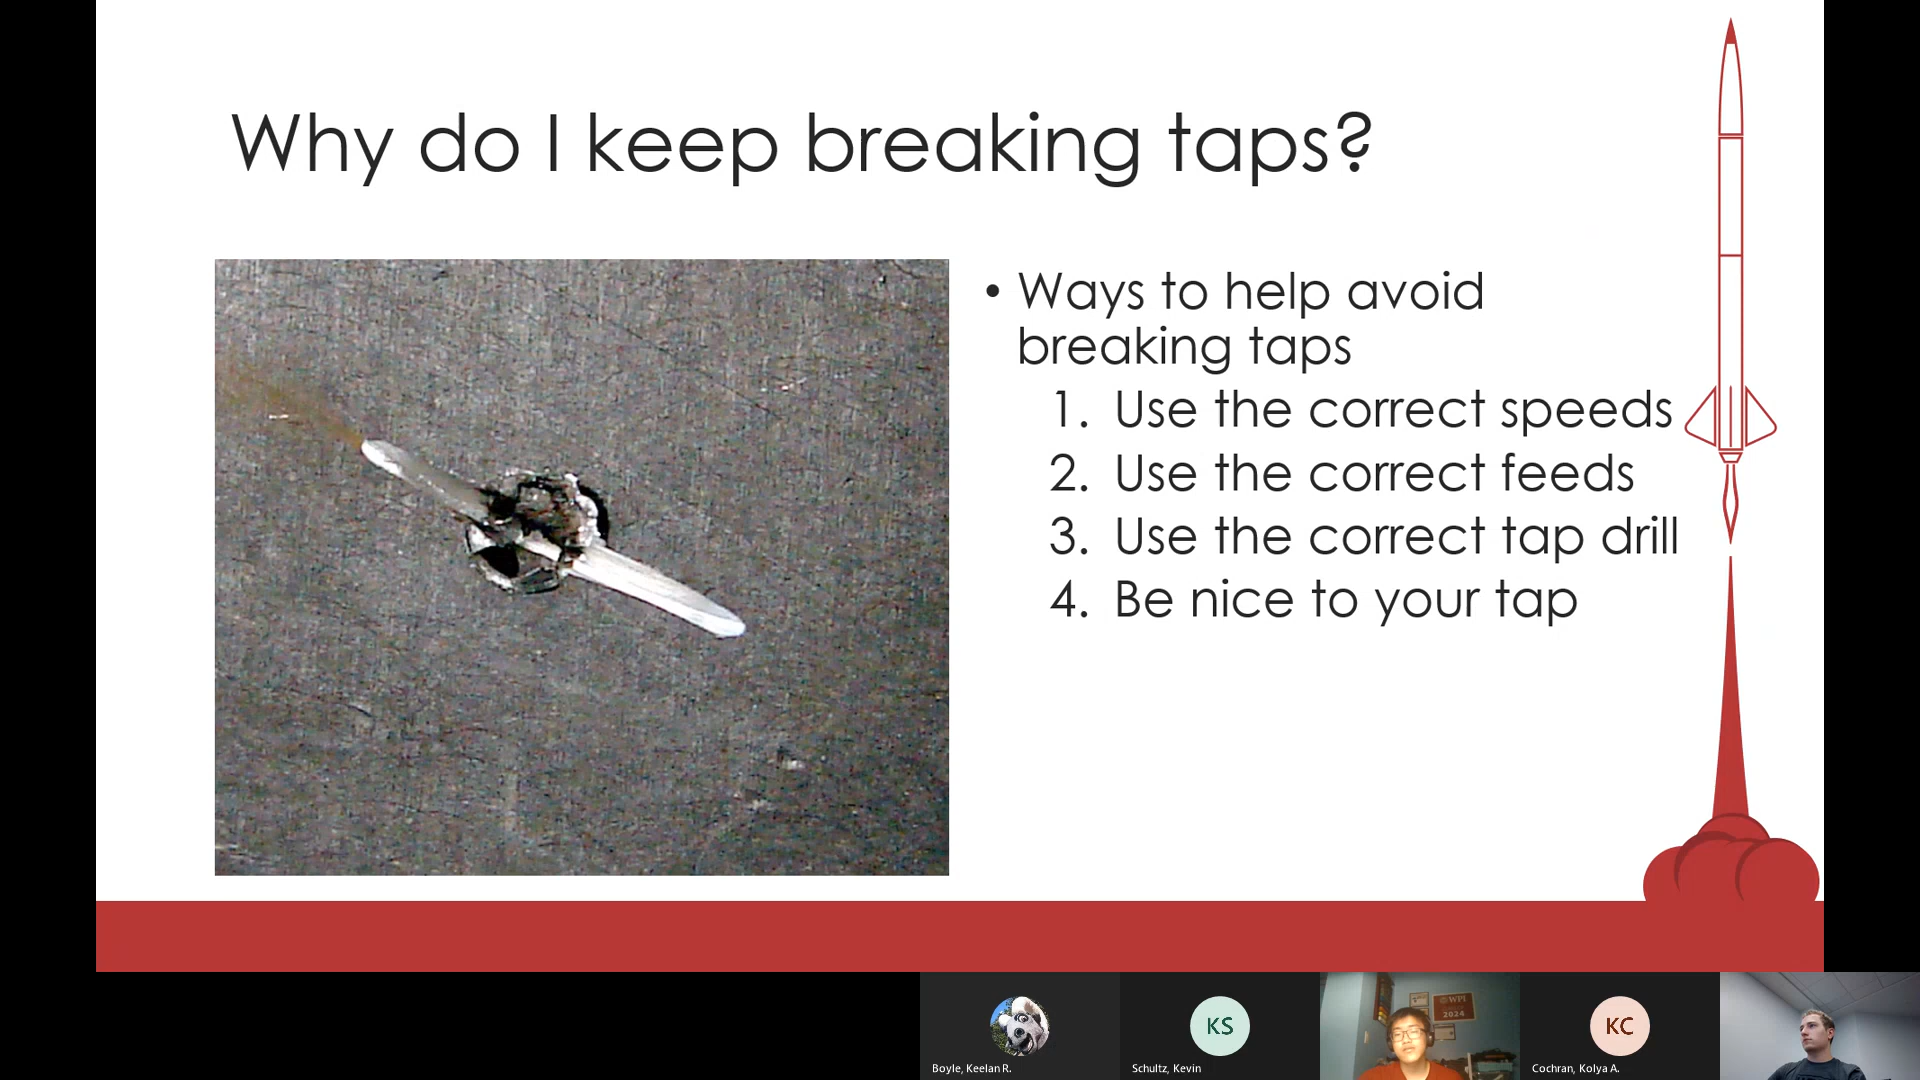 Why do I keep breaking taps?
• Ways to help avoid
breaking taps
1. Use the correct speeds
2. Use the correct feeds
3. Use the correct tap drill
4. Be nice to your tap
WPI
2024
KS
KC
Boyle, Keelan R.
Schultz, Kevin
Cochran, Kolya A.